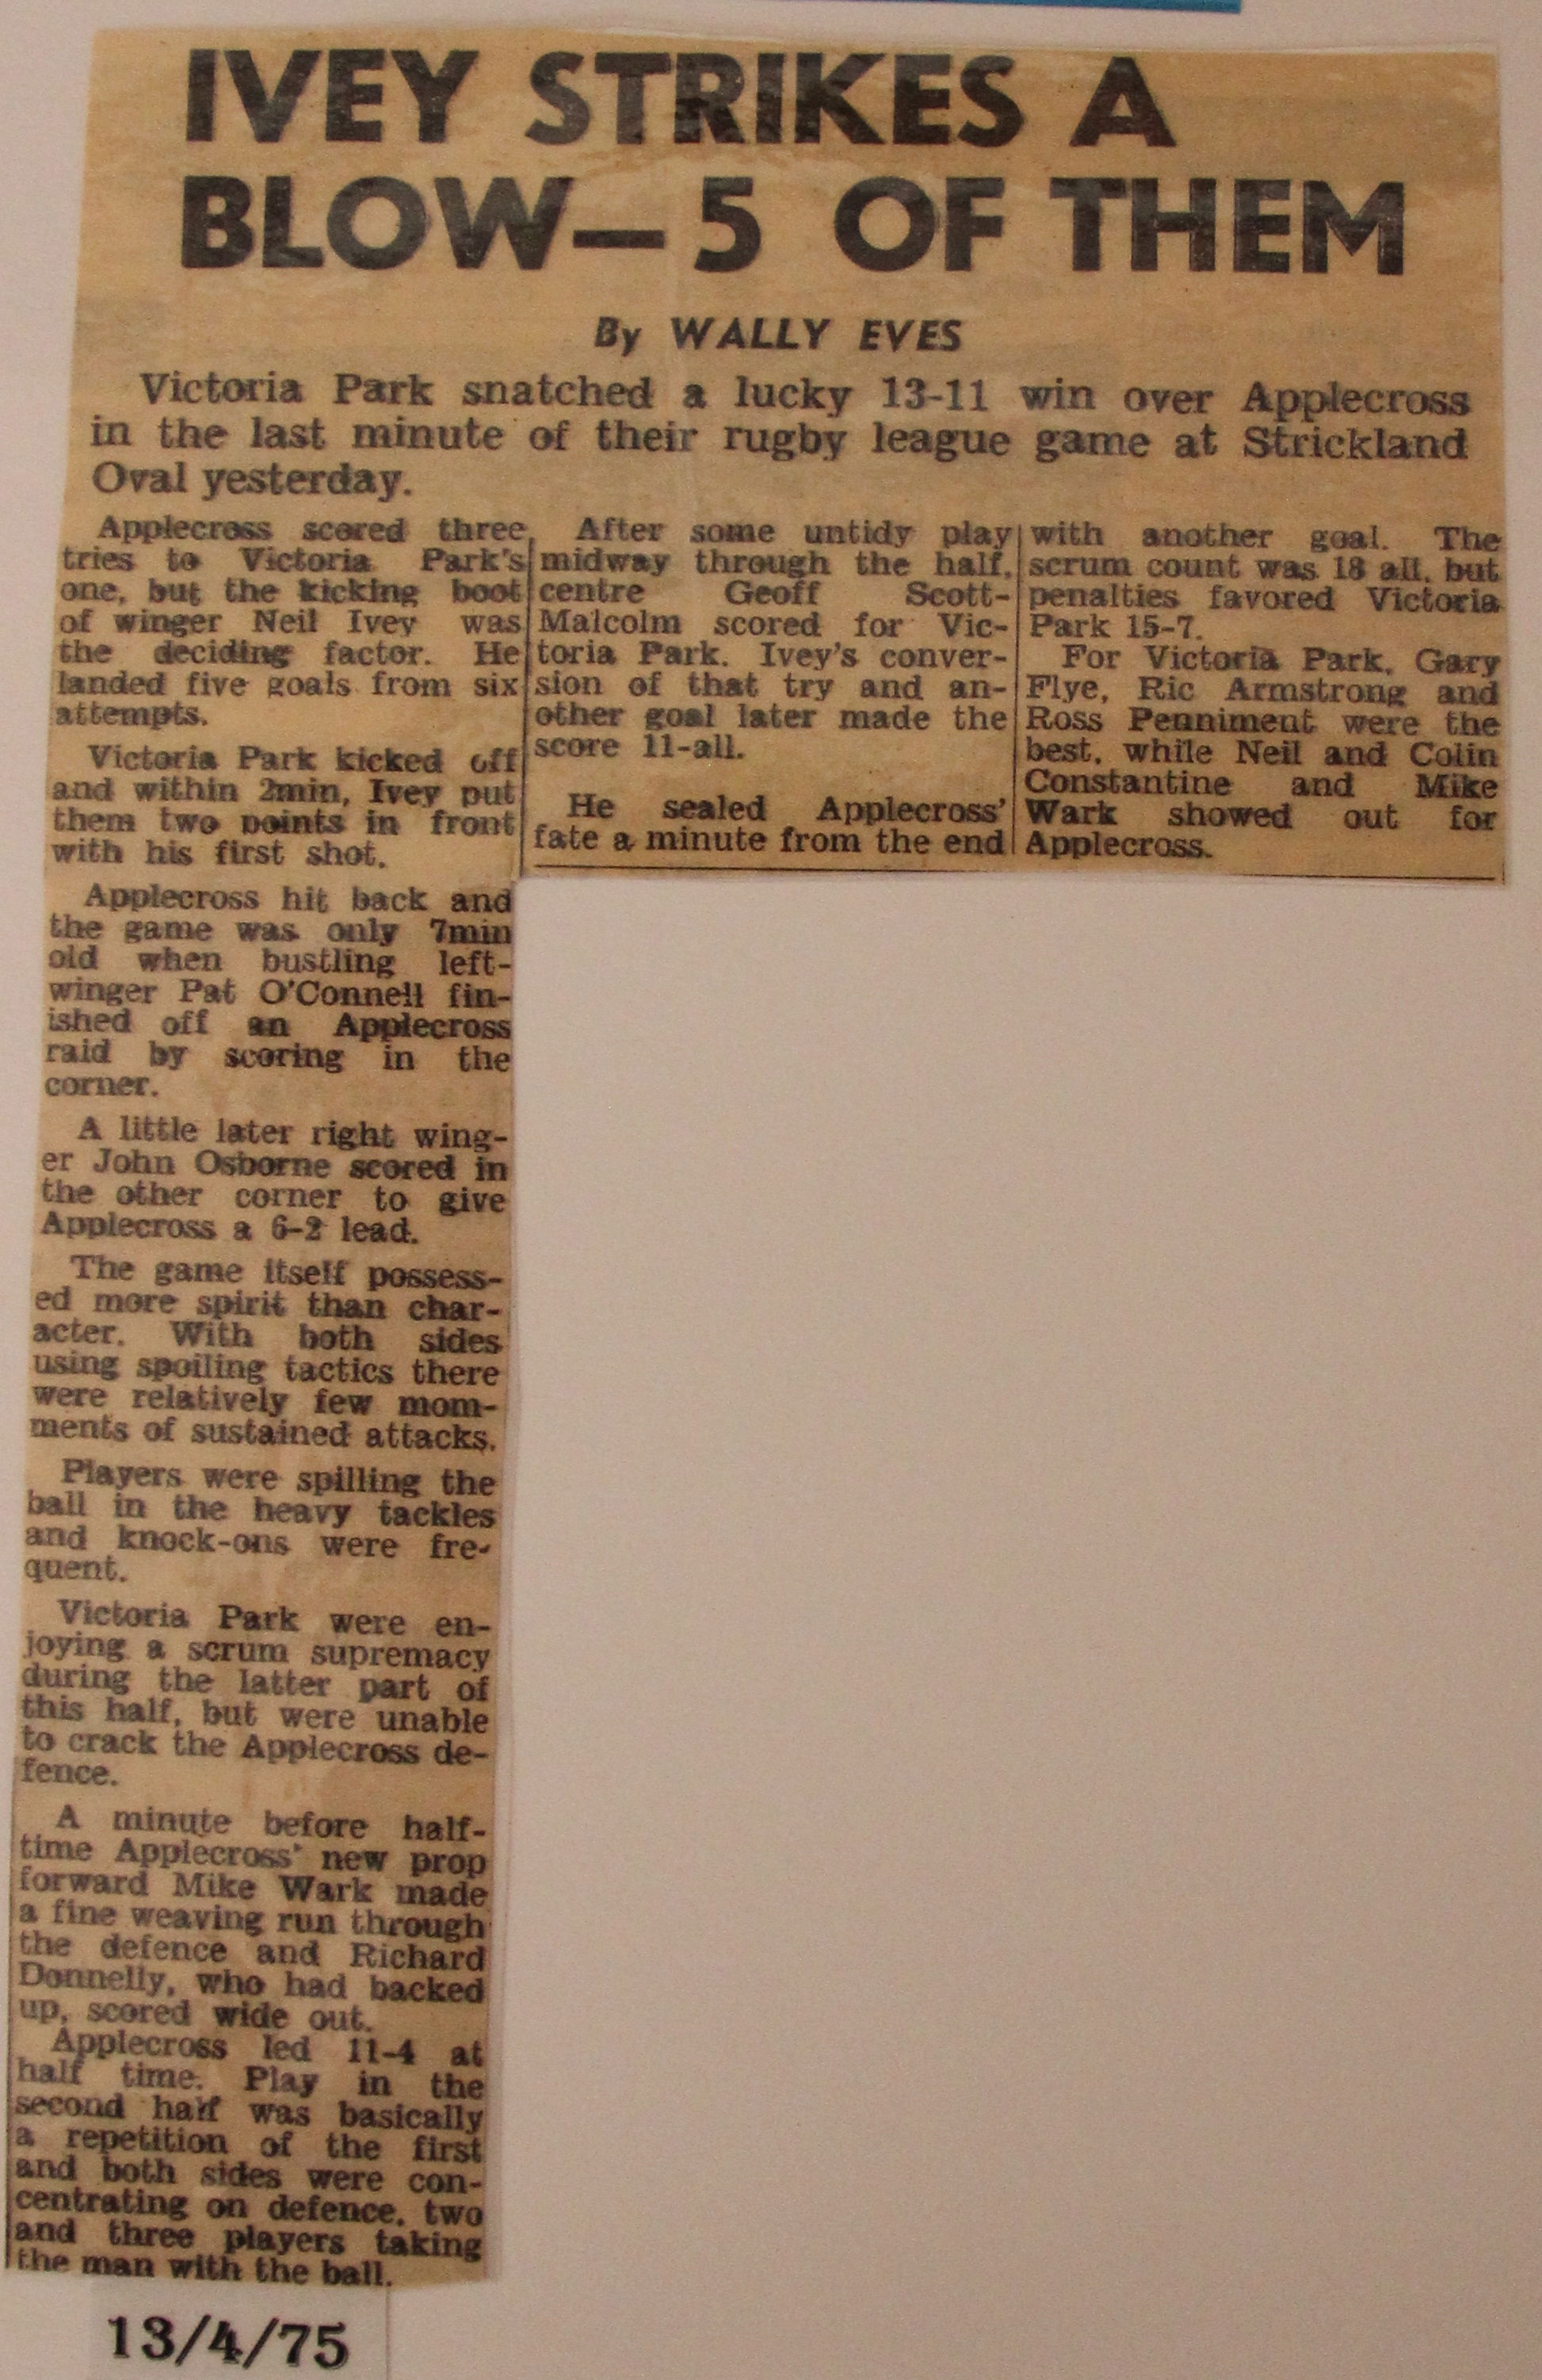 IVEY STRIKES A
BLOW—5 OF THEM
By WALLY EVES
Victoria Park snatched a lucky 13-11 win over Applecross
in the last minute of their rugby league game at Strickland
Oval yesterday.
Applecross scored three
tries to Victoria Park's
one, but the kicking boot
of winger Neil Ivey was
the deciding factor. He
landed five goals from six
attempts.
Victoria Park kicked off
and within 2min, Ivey put
them two points in front
with his first shot.
Applecross hit back and
the game was only 7min
old when bustling left-
winger Pat O'Connell fin-
ished off an Applecross
raid by scoring in the
corner.
A little later right wing-
er John Osborne scored in
the other corner to give
Applecross a 6-2 lead.
The game itself possess-
ed more spirit than char-
acter. With both sides
using spoiling tactics there
were relatively few mom-
ments of sustained attacks.
Players were spilling the
ball in the heavy tackles
and knock-ons were fre-
quent.
Victoria Park were en-
joying a scrum supremacy
during the latter part of
this half, but were unable
to crack the Applecross de-
fence.
A minute before half-
time Applecross' new prop
forward Mike Wark made
a fine weaving run through
the defence and Richard
Donnelly, who had backed
up, scored wide out.
Applecross led 11-4 at
half time. Play in the
second half was basically
a repetition of the first
and both sides were con-
centrating on defence, two
and three players taking
the man with the ball.
After some untidy play
midway through the half,
centre Geoff Scott-
Malcolm scored for Vic-
toria Park. Ivey's conver-
sion of that try and an-
other goal later made the
score 11-all.
He sealed Applecross'
fate a minute from the end
with another goal. The
scrum count was 18 all, but
penalties favored Victoria
Park 15-7.
For Victoria Park, Gary
Flye, Ric Armstrong and
Ross Penniment were the
best, while Neil and Colin
Constantine and Mike
Wark showed out for
Applecross.
13/4/75